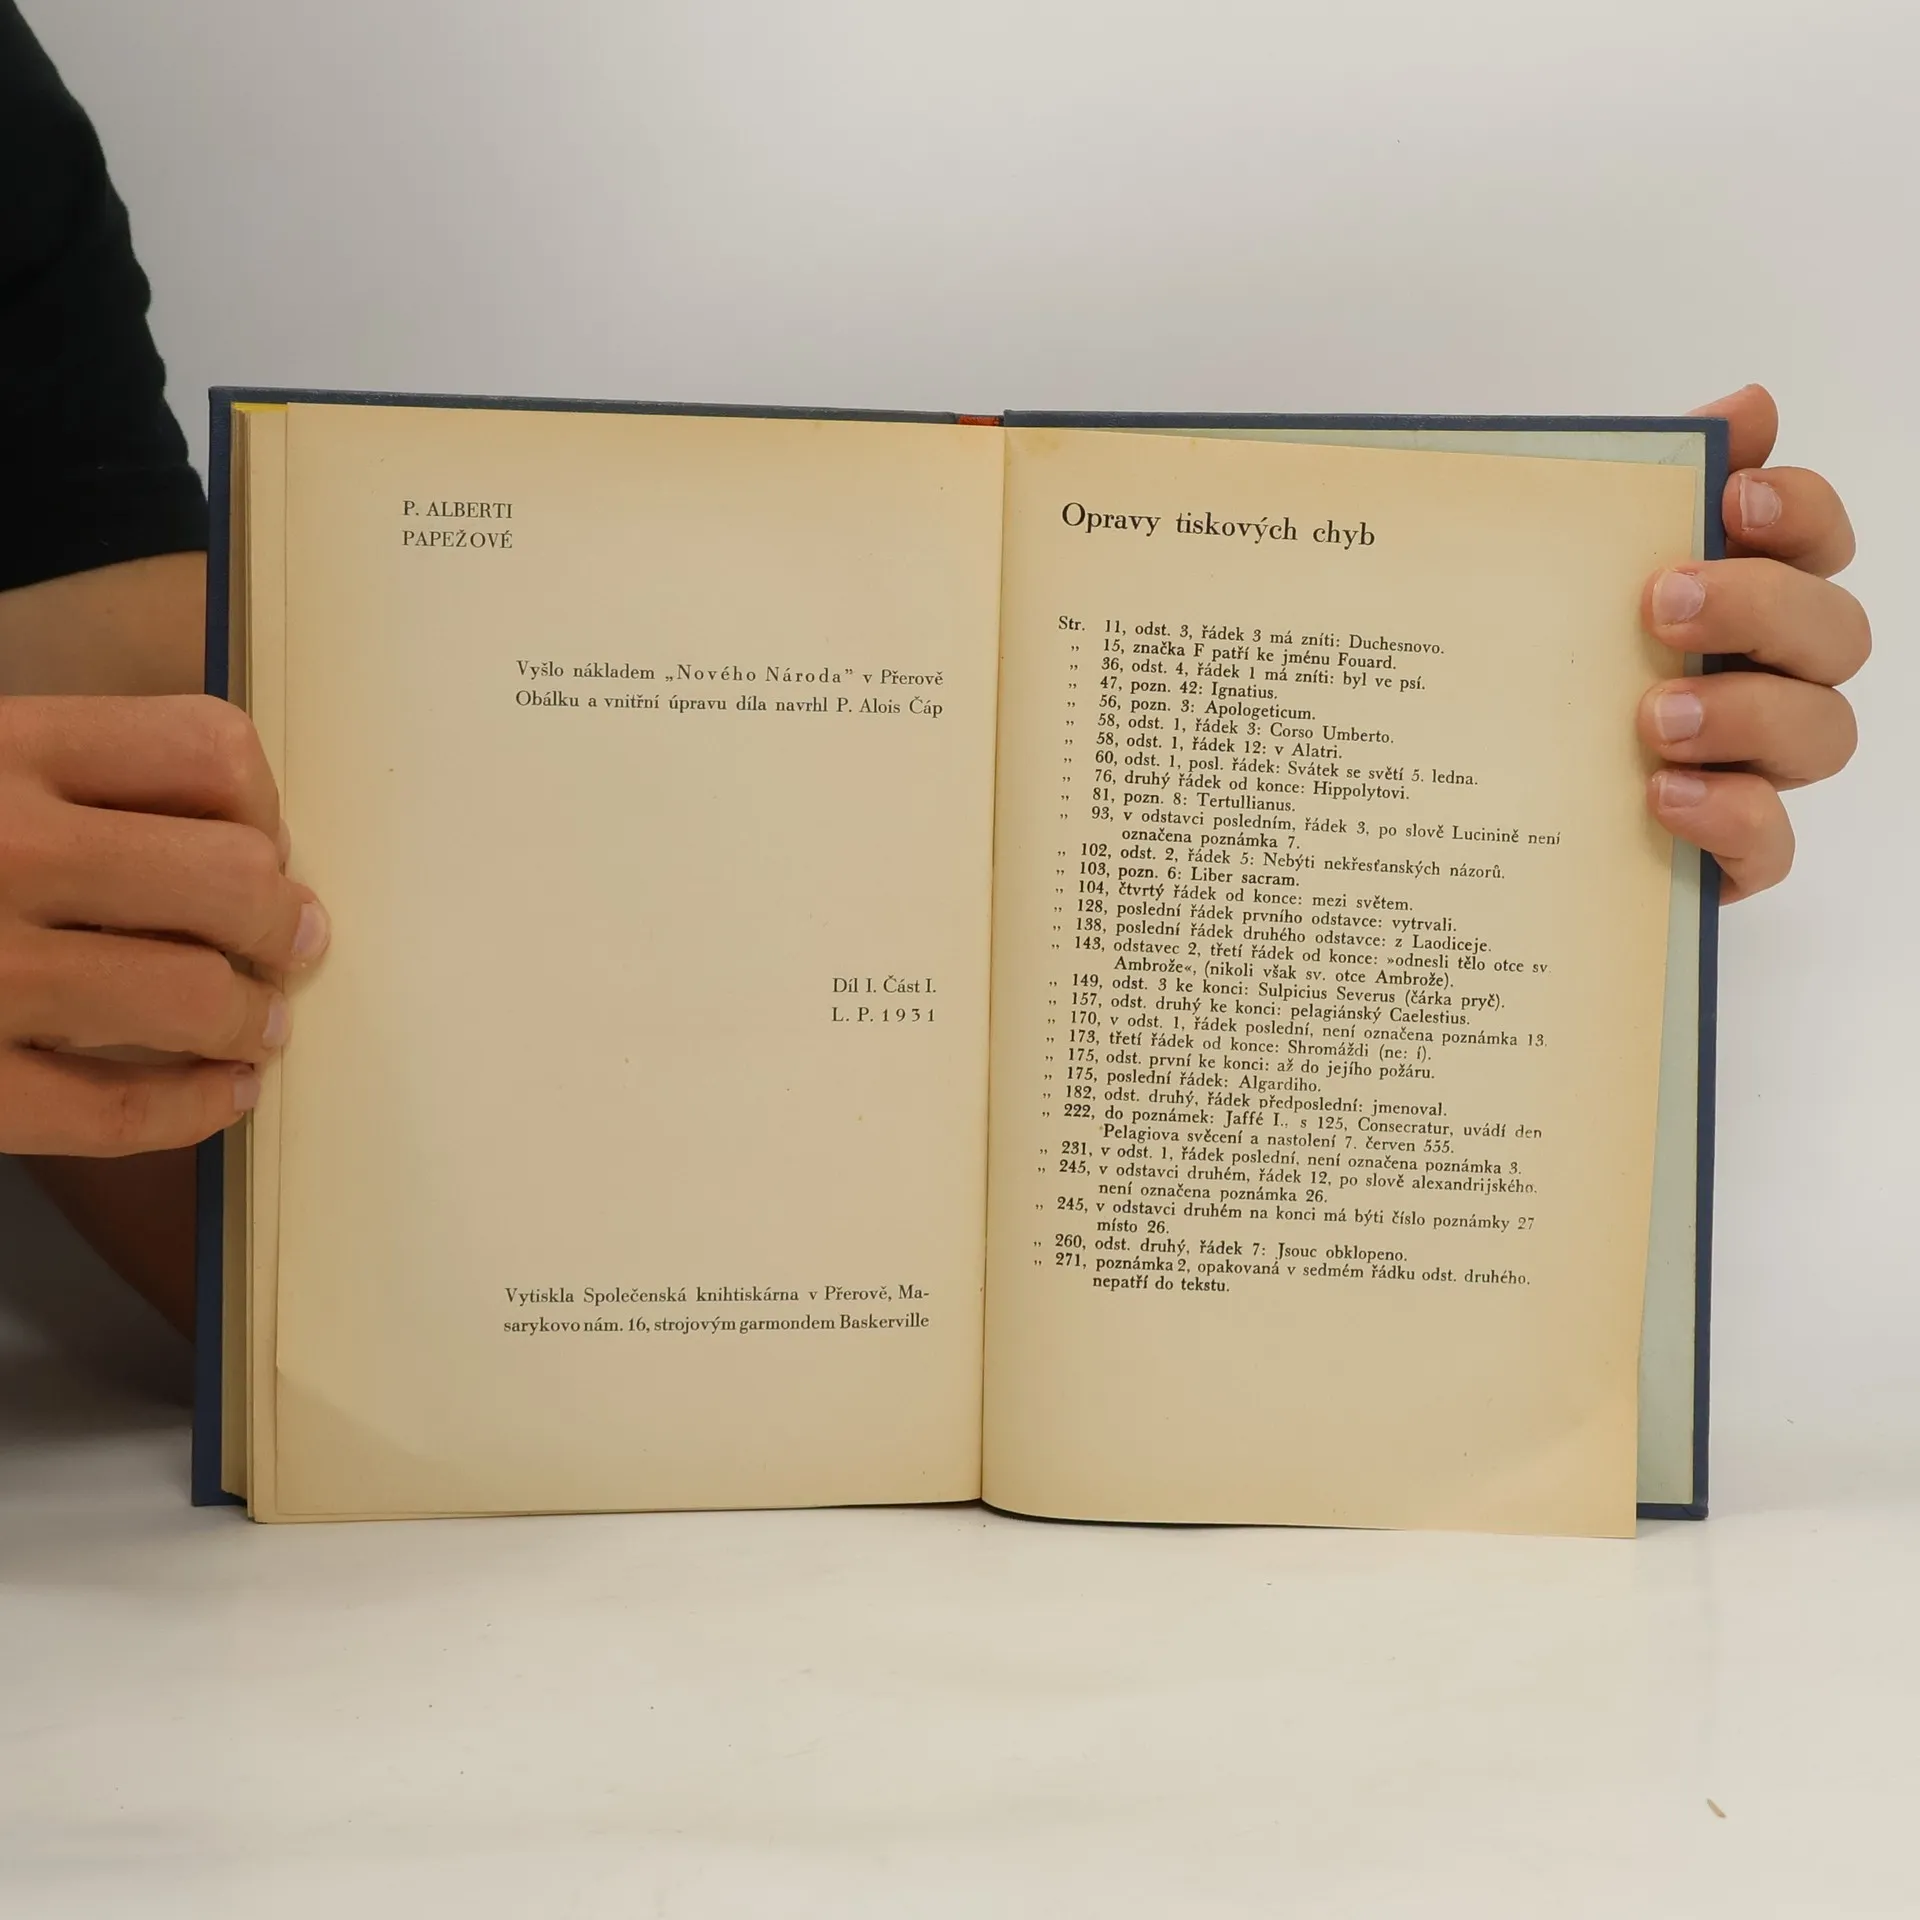 P. ALBERTI
PAPEŽOVÉ
Vyšlo nákladem „Nového Národa” v Přerově
Obálku a vnitřní úpravu díla navrhl P. Alois Čáp
Díl I. Část I.
L. P. 1931
Vytiskla Společenská knihtiskárna v Přerově, Ma-
sarykovo nám. 16, strojovým garmondem Baskerville
Opravy tiskových chyb
Str. 11, odst. 3, řádek 3 má zníti: Duchesnovo.
„ 15, značka F patří ke jménu Fouard.
„ 36, odst. 4, řádek 1 má zníti: byl ve psí.
„ 47, pozn. 42: Ignatius.
„ 56, pozn. 3: Apologeticum.
„ 58, odst. 1, řádek 3: Corso Umberto.
„ 58, odst. 1, řádek 12: v Alatri.
„ 60, odst. 1, posl. řádek: Svátek se světí 5. ledna.
„ 76, druhý řádek od konce: Hippolytovi.
„ 81, pozn. 8: Tertullianus.
„ 93, v odstavci posledním, řádek 3, po slově Lucinině není
označena poznámka 7.
„ 102, odst. 2, řádek 5: Nebýti nekřesťanských názorů.
„ 103, pozn. 6: Liber sacram.
„ 104, čtvrtý řádek od konce: mezi světem.
„ 128, poslední řádek prvního odstavce: vytrvali.
„ 138, poslední řádek druhého odstavce: z Laodiceje.
„ 143, odstavec 2, třetí řádek od konce: »odnesli tělo otce sv.
Ambrože«, (nikoli však sv. otce Ambrože).
„ 149, odst. 3 ke konci: Sulpicius Severus (čárka pryč).
„ 157, odst. druhý ke konci: pelagiánský Caelestius.
„ 170, v odst. 1, řádek poslední, není označena poznámka 13.
„ 173, třetí řádek od konce: Shromáždi (ne: í).
„ 175, odst. první ke konci: až do jejího požáru.
„ 175, poslední řádek: Algardiho.
„ 182, odst. druhý, řádek předposlední: jmenoval.
„ 222, do poznámek: Jaffé I., s 125, Consecratur, uvádí den
Pelagiova svěcení a nastolení 7. červen 555.
„ 231, v odst. 1, řádek poslední, není označena poznámka 3.
„ 245, v odstavci druhém, řádek 12, po slově alexandrijského.
není označena poznámka 26.
„ 245, v odstavci druhém na konci má býti číslo poznámky 27
místo 26.
„ 260, odst. druhý, řádek 7: Jsouc obklopeno.
„ 271, poznámka 2, opakovaná v sedmém řádku odst. druhého.
nepatří do tekstu.